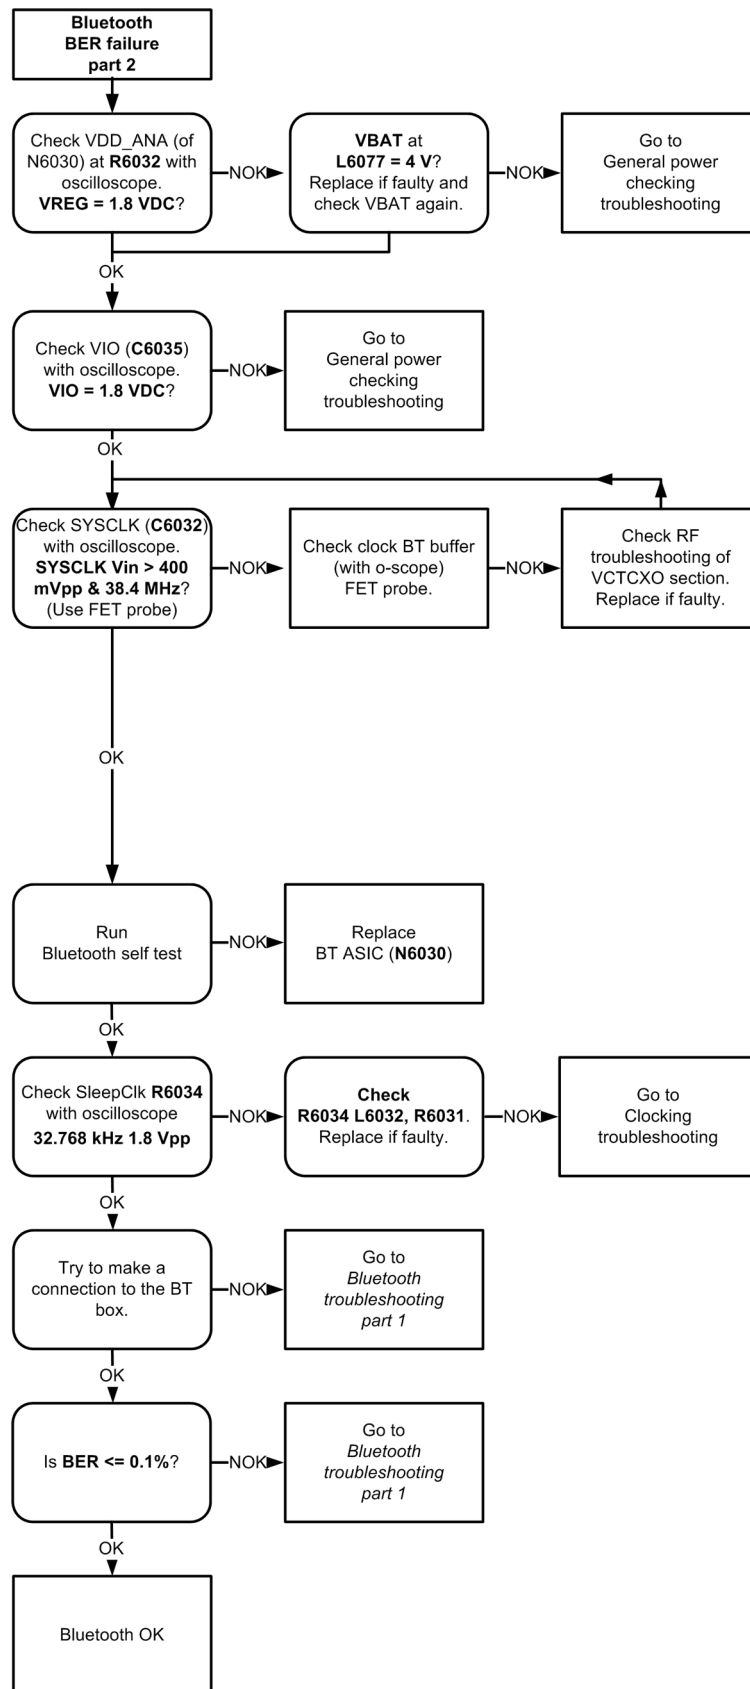 Bluetooth
BER failure
part 2
Check VDD_ANA (of
N6030) at R6032 with
oscilloscope.
VREG = 1.8 VDC?
NOK
VBAT at
L6077 = 4 V?
Replace if faulty and
check VBAT again.
NOK
Go to
General power
checking
troubleshooting
OK
Check VIO (C6035)
with oscilloscope.
VIO = 1.8 VDC?
NOK
Go to
General power
checking
troubleshooting
OK
Check SYSCLK (C6032)
with oscilloscope.
SYSCLK Vin > 400
mVpp & 38.4 MHz?
(Use FET probe)
NOK
Check clock BT buffer
(with o-scope)
FET probe.
NOK
Check RF
troubleshooting of
VCTCXO section.
Replace if faulty.
OK
Run
Bluetooth self test
NOK
Replace
BT ASIC (N6030)
OK
Check SleepClk R6034
with oscilloscope
32.768 kHz 1.8 Vpp
NOK
Check
R6034 L6032, R6031.
Replace if faulty.
NOK
Go to
Clocking
troubleshooting
OK
Try to make a
connection to the BT
box.
NOK
Go to
Bluetooth
troubleshooting
part 1
OK
Is BER <= 0.1%?
NOK
Go to
Bluetooth
troubleshooting
part 1
OK
Bluetooth OK